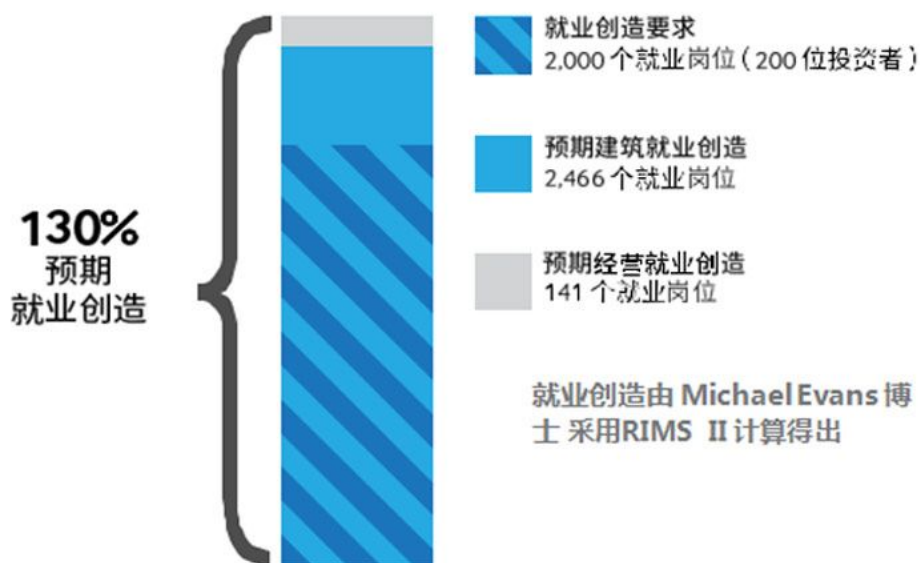 就业创造要求
2,000 个就业岗位（200 位投资者）
预期建筑就业创造
2,466 个就业岗位
130%
预期
就业创造
预期经营就业创造
141 个就业岗位
就业创造由 Michael Evans 博
士 采用RIMS II 计算得出